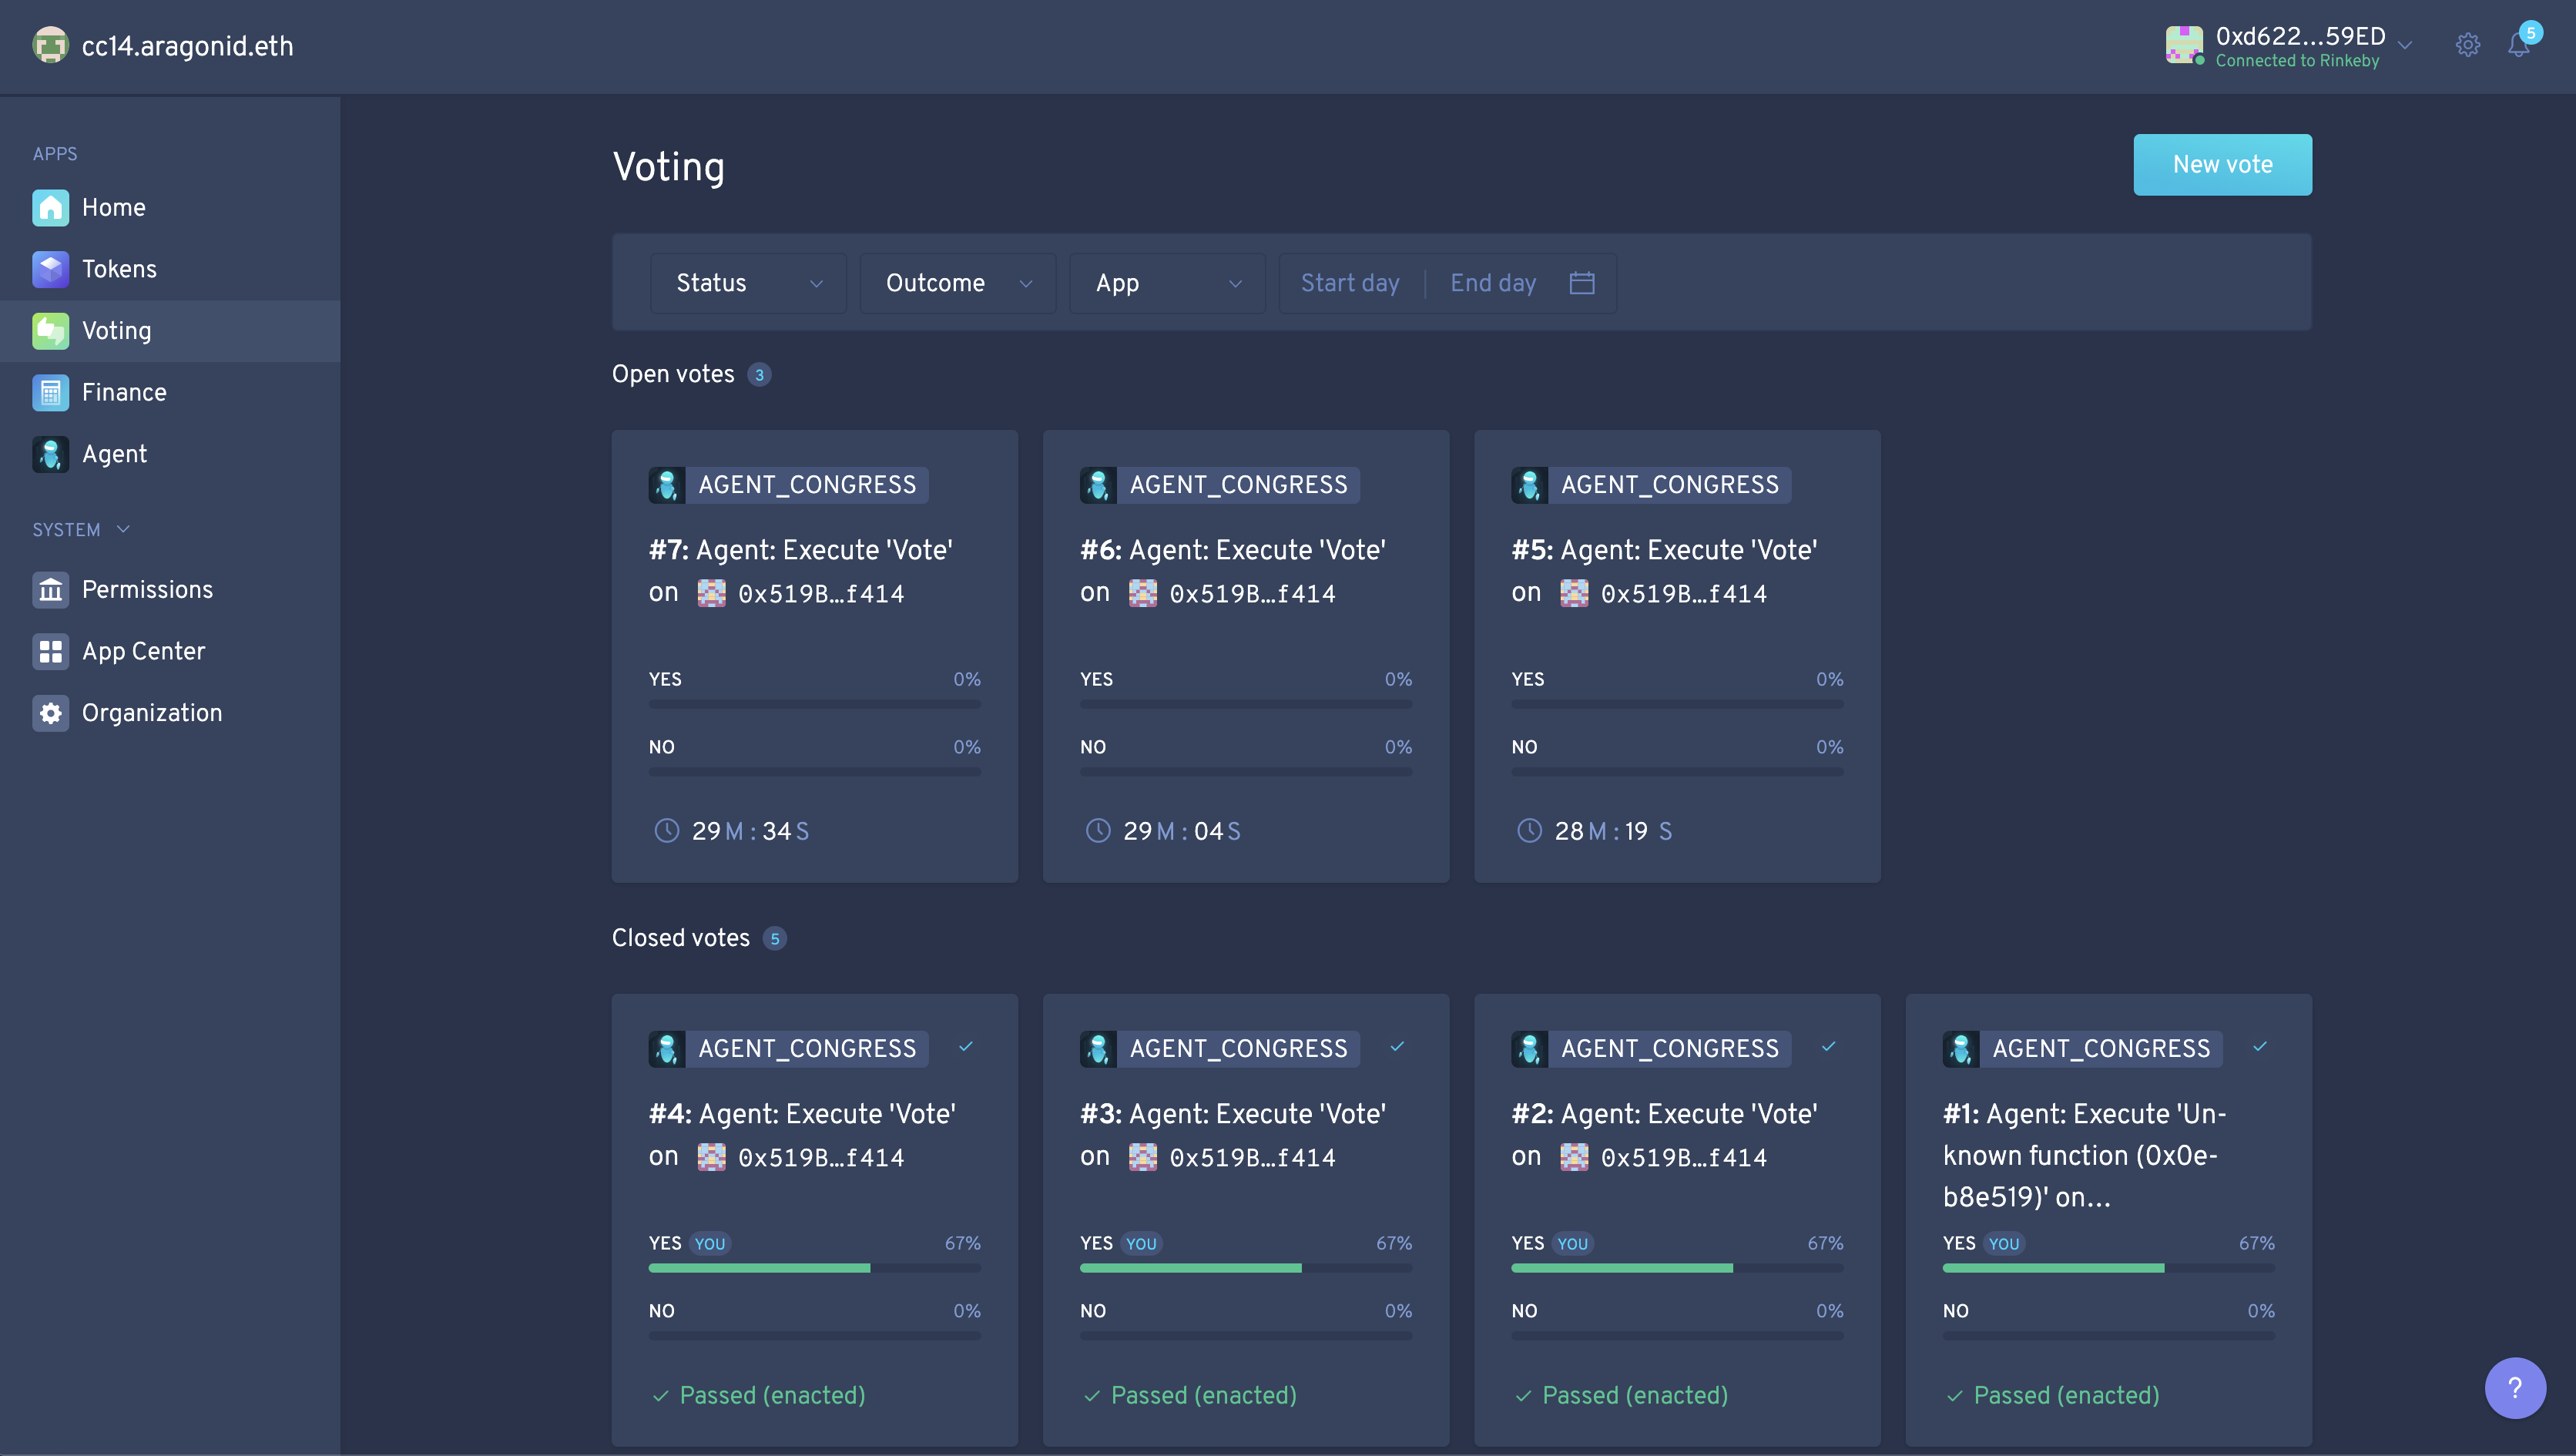 cc14.aragonid.eth
0xd622...59ED
Connected to Rinkeby
5
APPS
Home
Tokens
Voting
Finance
Agent
SYSTEM
Permissions
App Center
Organization
Voting
New vote
Status
Outcome
App
Start day
End day
Open votes 3
AGENT_CONGRESS
#7: Agent: Execute 'Vote'
on 0x519B…f414
YES 0%
NO 0%
29 M : 34 S
AGENT_CONGRESS
#6: Agent: Execute 'Vote'
on 0x519B…f414
YES 0%
NO 0%
29 M : 04 S
AGENT_CONGRESS
#5: Agent: Execute 'Vote'
on 0x519B…f414
YES 0%
NO 0%
28 M : 19 S
Closed votes 5
AGENT_CONGRESS
#4: Agent: Execute 'Vote'
on 0x519B…f414
YES YOU 67%
NO 0%
Passed (enacted)
AGENT_CONGRESS
#3: Agent: Execute 'Vote'
on 0x519B…f414
YES YOU 67%
NO 0%
Passed (enacted)
AGENT_CONGRESS
#2: Agent: Execute 'Vote'
on 0x519B…f414
YES YOU 67%
NO 0%
Passed (enacted)
AGENT_CONGRESS
#1: Agent: Execute 'Un-
known function (0x0e-
b8e519)' on…
YES YOU 67%
NO 0%
Passed (enacted)
?